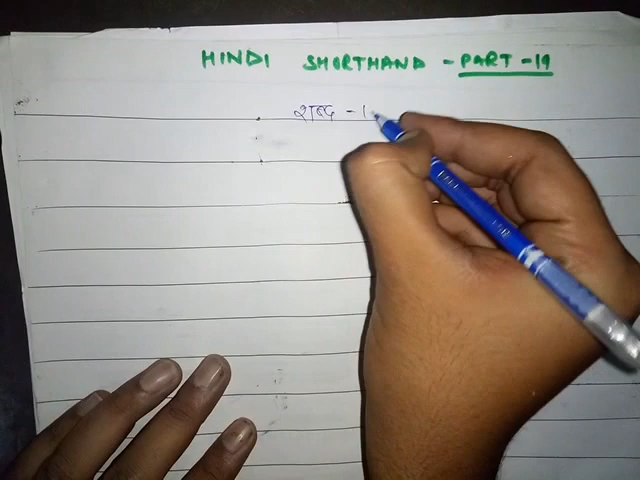 HINDI SHORTHAND - PART - 19
शब्द - 1